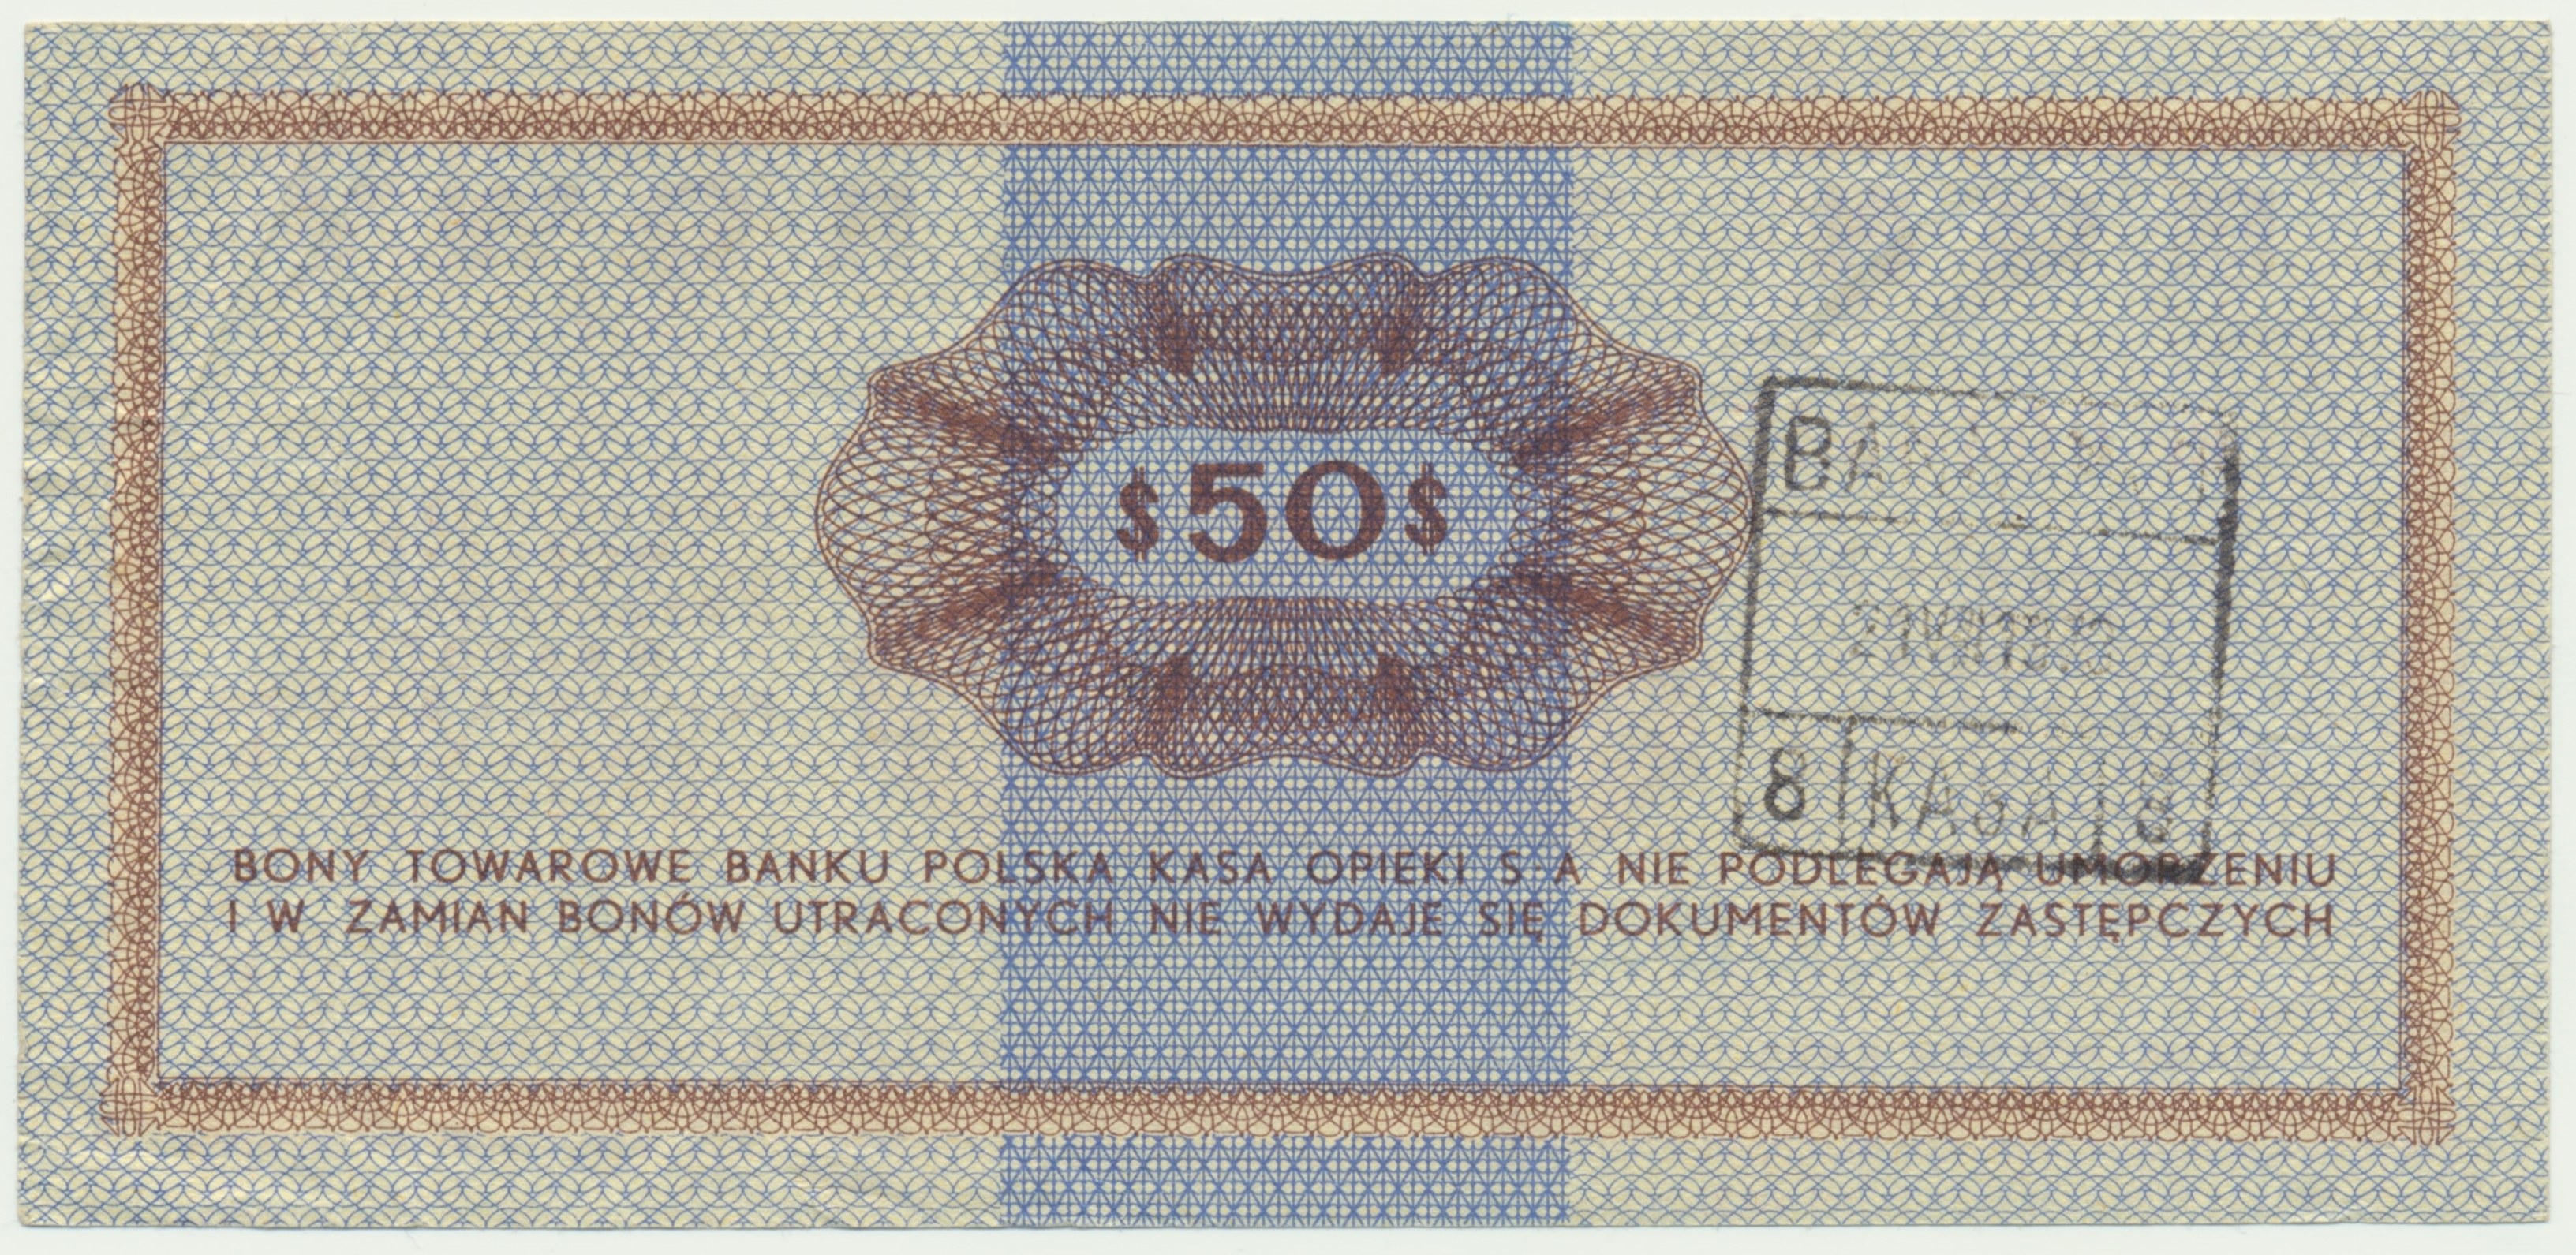 $50$
8 KASA 8
BONY TOWAROWE BANKU POLSKA KASA OPIEKI S·A NIE PODLEGAJĄ UMORZENIU
I W ZAMIAN BONÓW UTRACONYCH NIE WYDAJE SIĘ DOKUMENTÓW ZASTĘPCZYCH